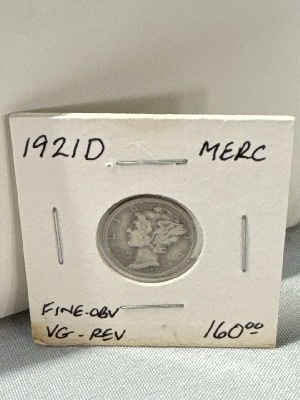 1921D MERC
FINE-OBV
VG-REV 160⁰⁰